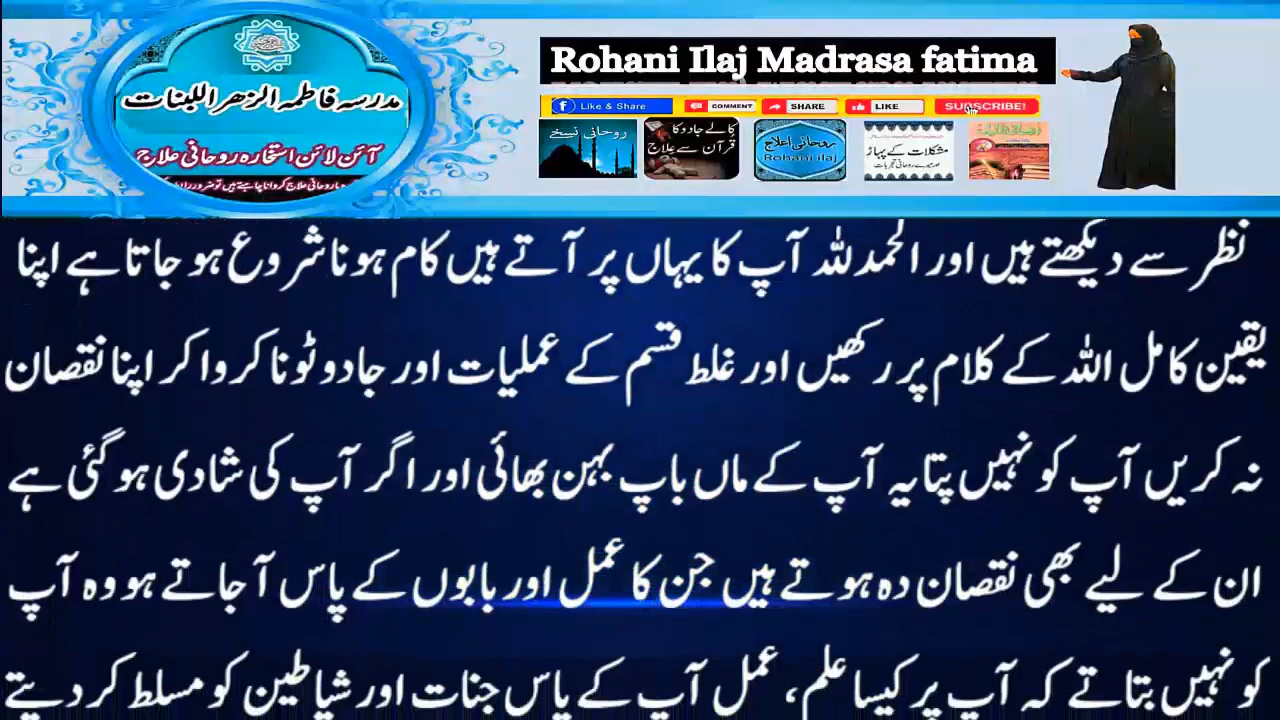 Rohani Ilaj Madrasa fatima
مدرسہ فاطمہ الزھرا للبنات
آئن لائن استخارہ روحانی علاج
Like & Share
COMMENT
SHARE
LIKE
SUBSCRIBE!
روحانی نسخے
کالے جادو کا
قرآن سے علاج
روحانی علاج
Rohani ilaj
مشکلات کے پہاڑ
نظر سے دیکھتے ہیں اور الحمدللہ آپ کا یہاں پر آتے ہیں کام ہونا شروع ہو جاتا ہے اپنا
یقین کامل اللہ کے کلام پر رکھیں اور غلط قسم کے عملیات اور جادو ٹونا کروا کر اپنا نقصان
نہ کریں آپ کو نہیں پتا یہ آپ کے ماں باپ بہن بھائی اور اگر آپ کی شادی ہو گئی ہے
ان کے لیے بھی نقصان دہ ہوتے ہیں جن کا عمل اور بابوں کے پاس آ جاتے ہو وہ آپ
کو نہیں بتاتے کہ آپ پر کیسا علم، عمل آپ کے پاس جنات اور شیاطین کو مسلط کر دیتے